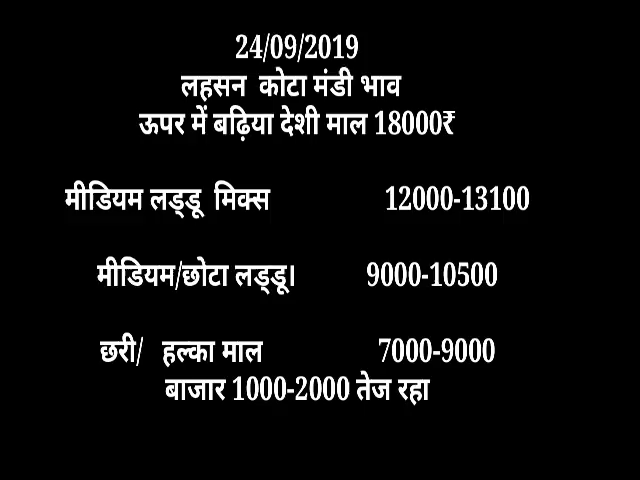 24/09/2019
लहसन कोटा मंडी भाव
ऊपर में बढ़िया देशी माल 18000₹
मीडियम लड्डू मिक्स 12000-13100
मीडियम/छोटा लड्डू। 9000-10500
छरी/ हल्का माल 7000-9000
बाजार 1000-2000 तेज रहा